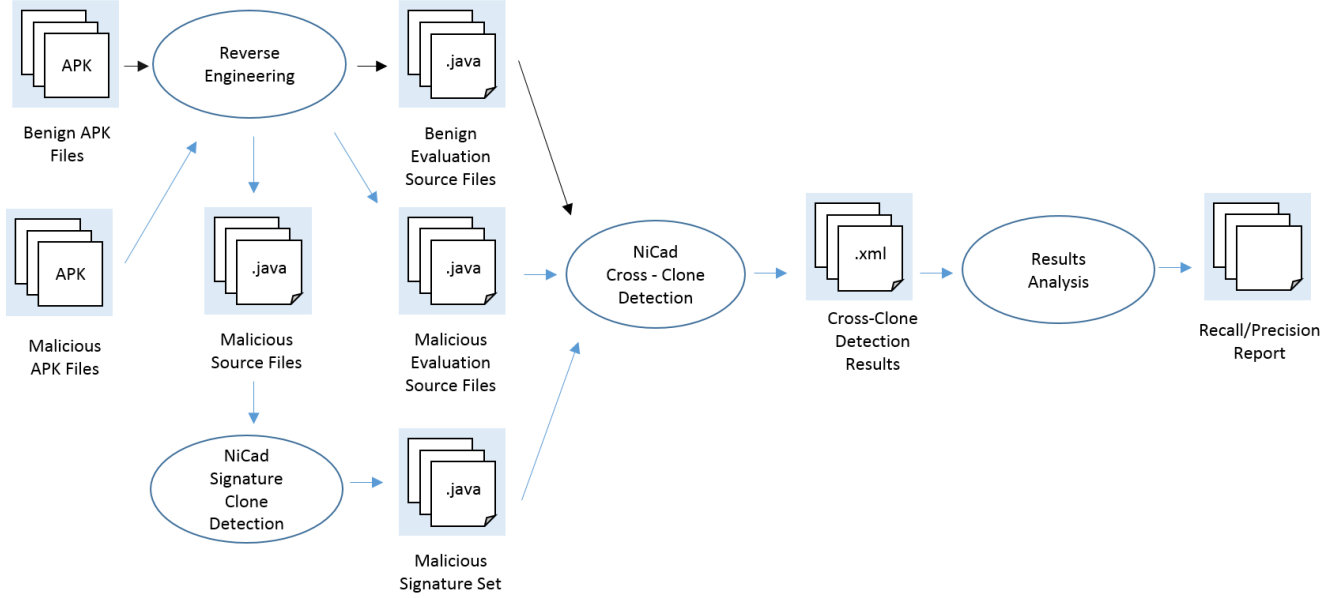 APK
Benign APK
Files
Reverse
Engineering
.java
Benign
Evaluation
Source Files
APK
Malicious
APK Files
.java
Malicious
Source Files
.java
Malicious
Evaluation
Source Files
NiCad
Signature
Clone
Detection
.java
Malicious
Signature Set
NiCad
Cross - Clone
Detection
.xml
Cross-Clone
Detection
Results
Results
Analysis
Recall/Precision
Report